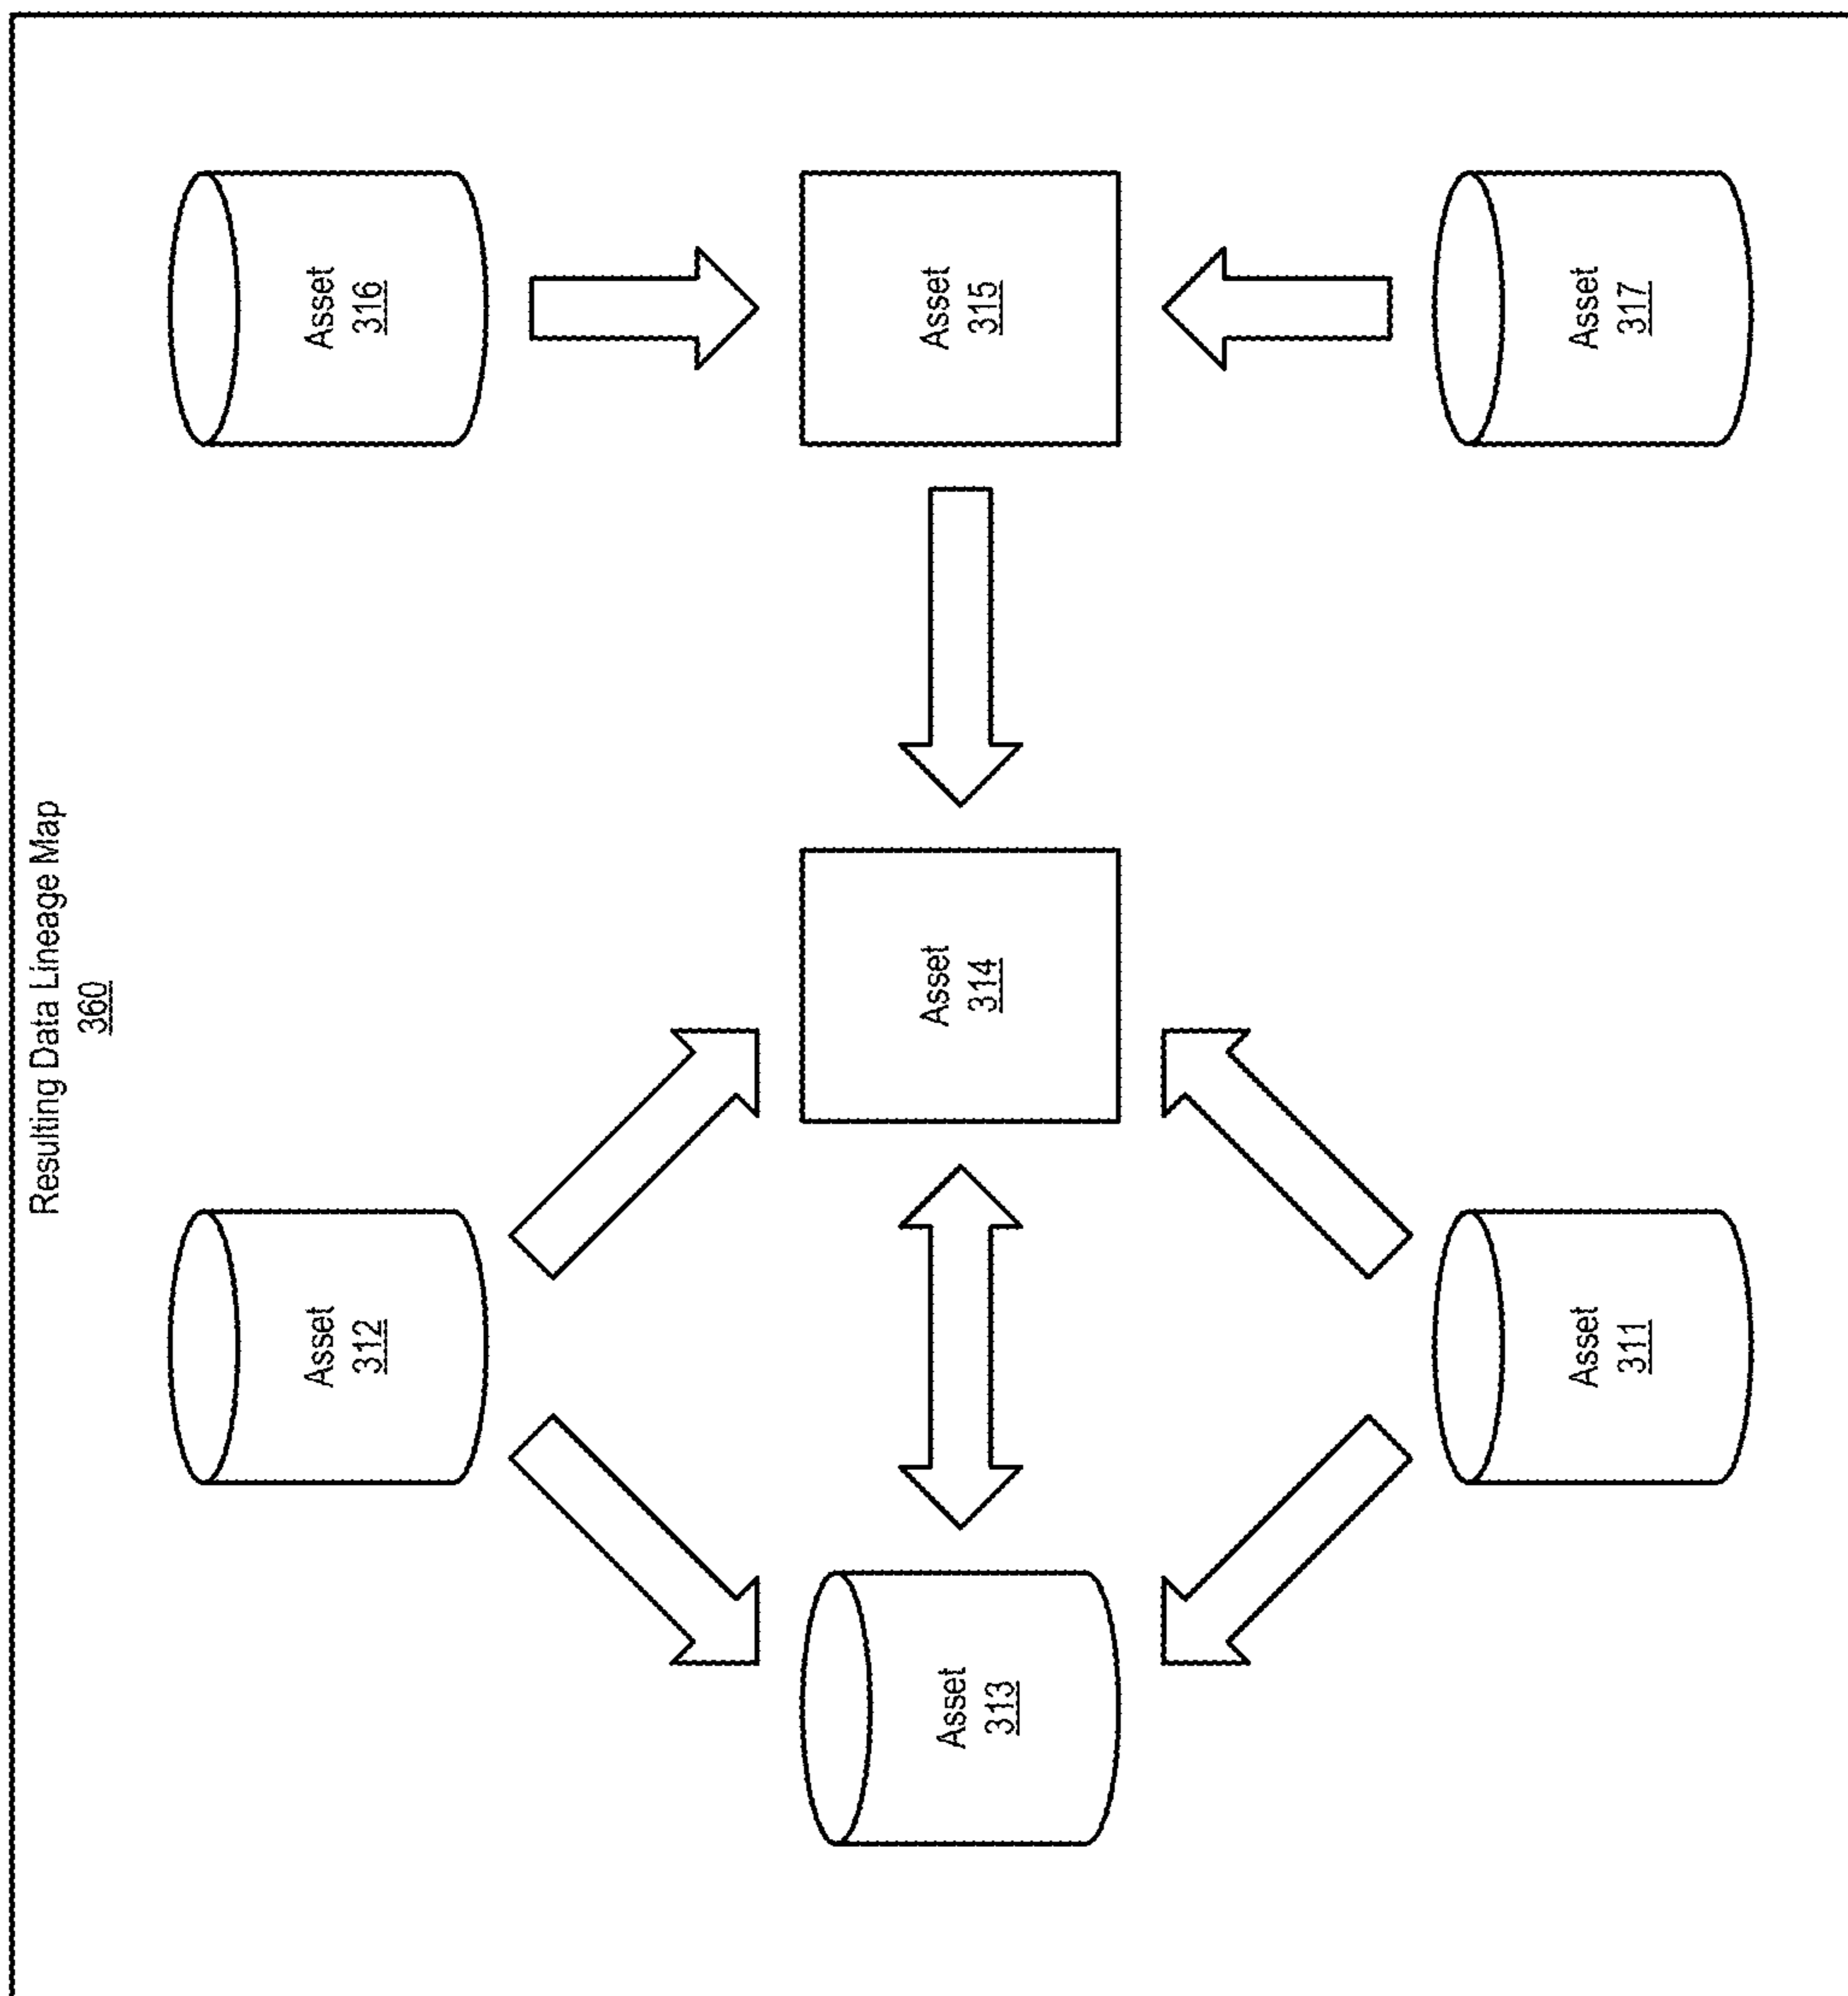 Resulting Data Lineage Map
360
Asset
312
Asset
316
Asset
313
Asset
314
Asset
315
Asset
311
Asset
317